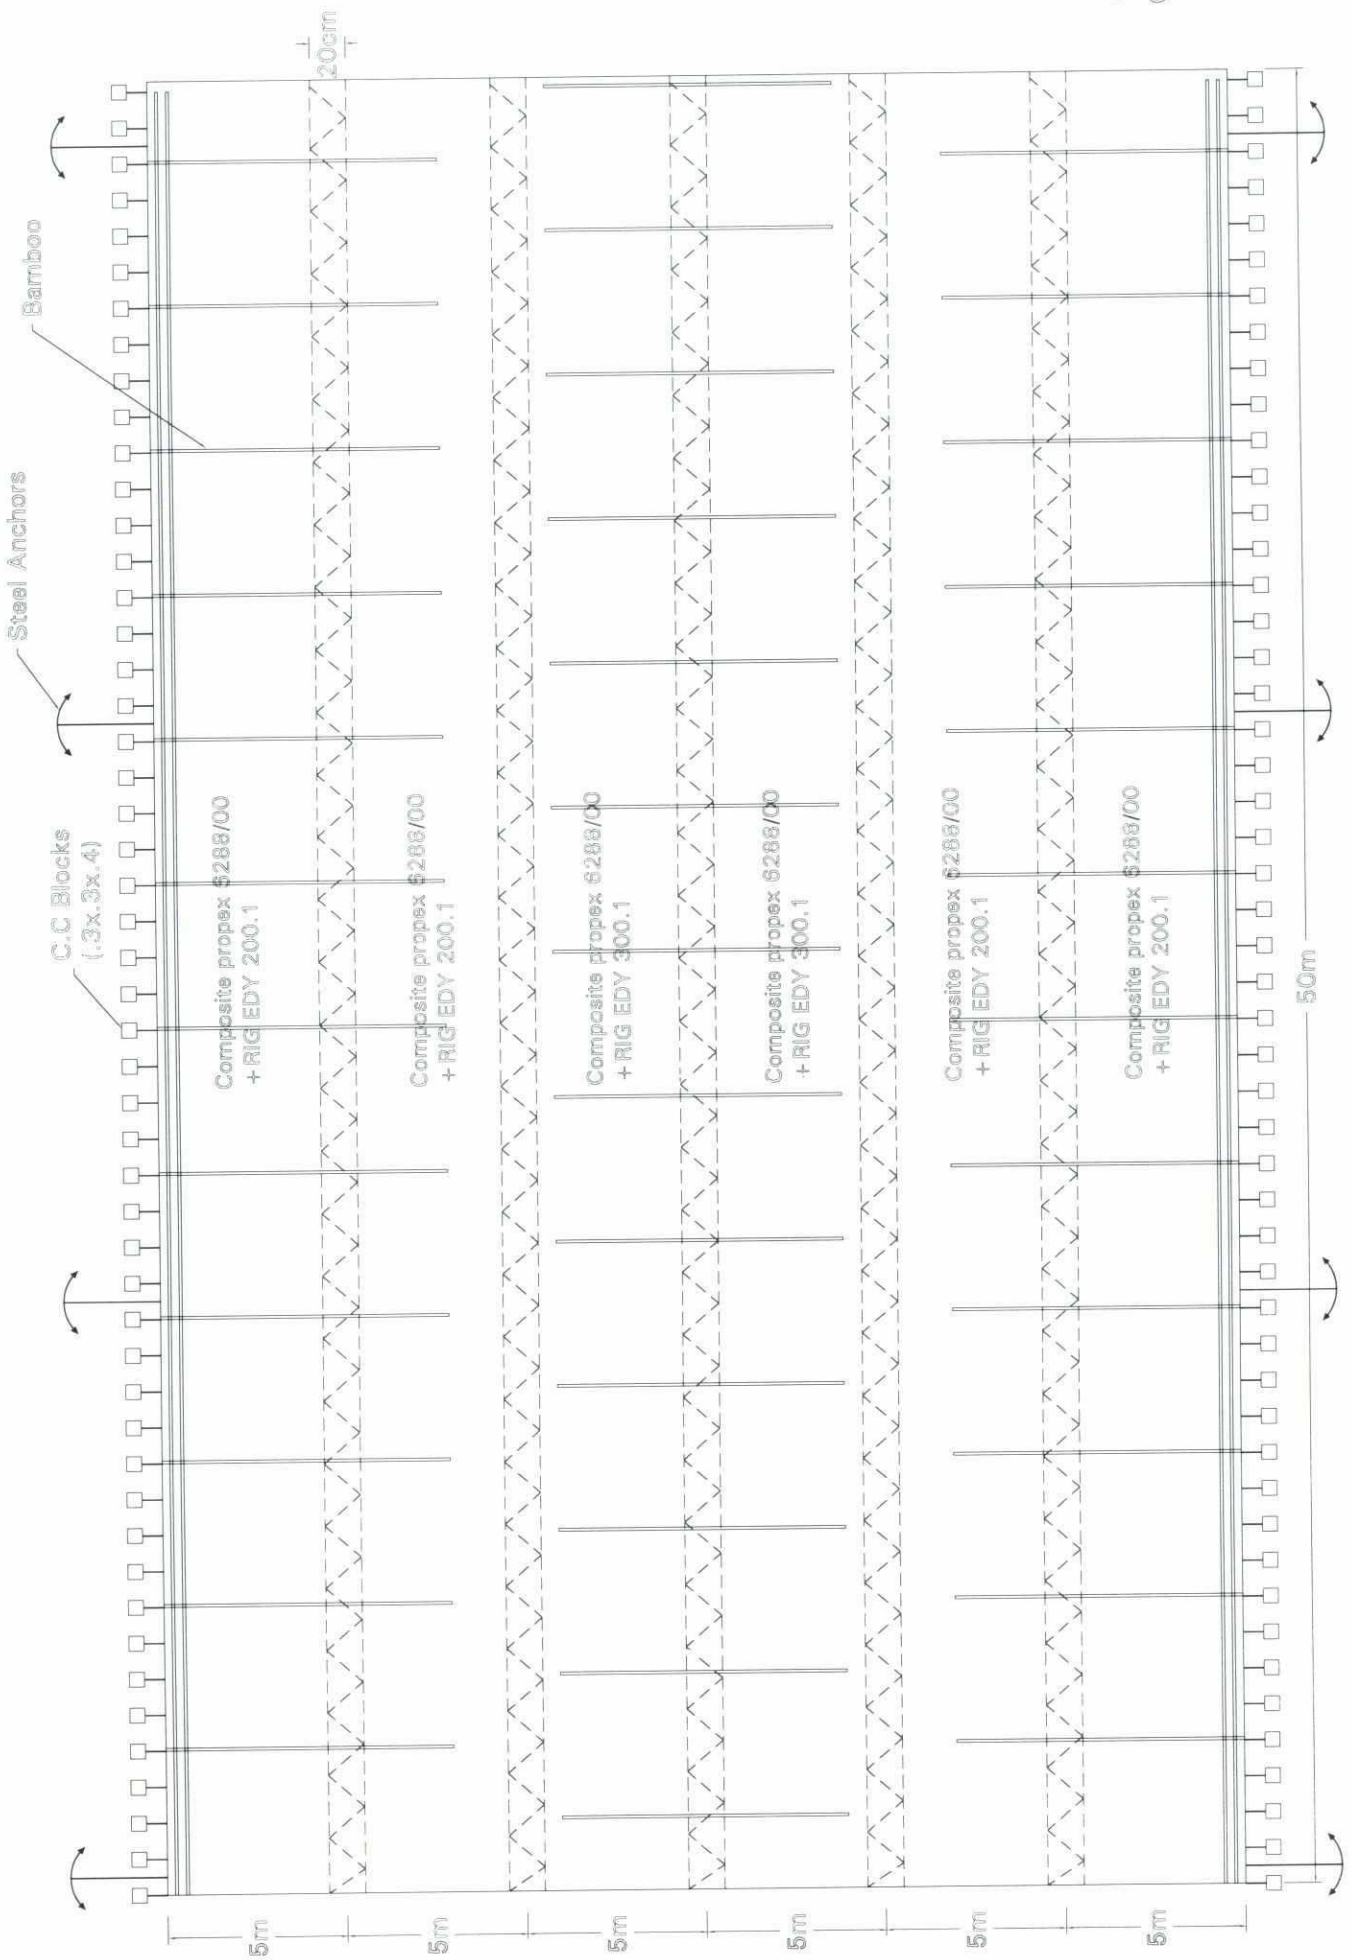 20cm
Bamboo
Steel Anchors
C.C Blocks
(.3x.3x.4)
Composite propex 6288/00
+RIG EDY 200.1
Composite propex 6288/00
+RIG EDY 200.1
Composite propex 6288/00
+RIG EDY 300.1
Composite propex 6288/00
+RIG EDY 300.1
Composite propex 6288/00
+RIG EDY 200.1
Composite propex 6288/00
+RIG EDY 200.1
50m
5m
5m
5m
5m
5m
5m